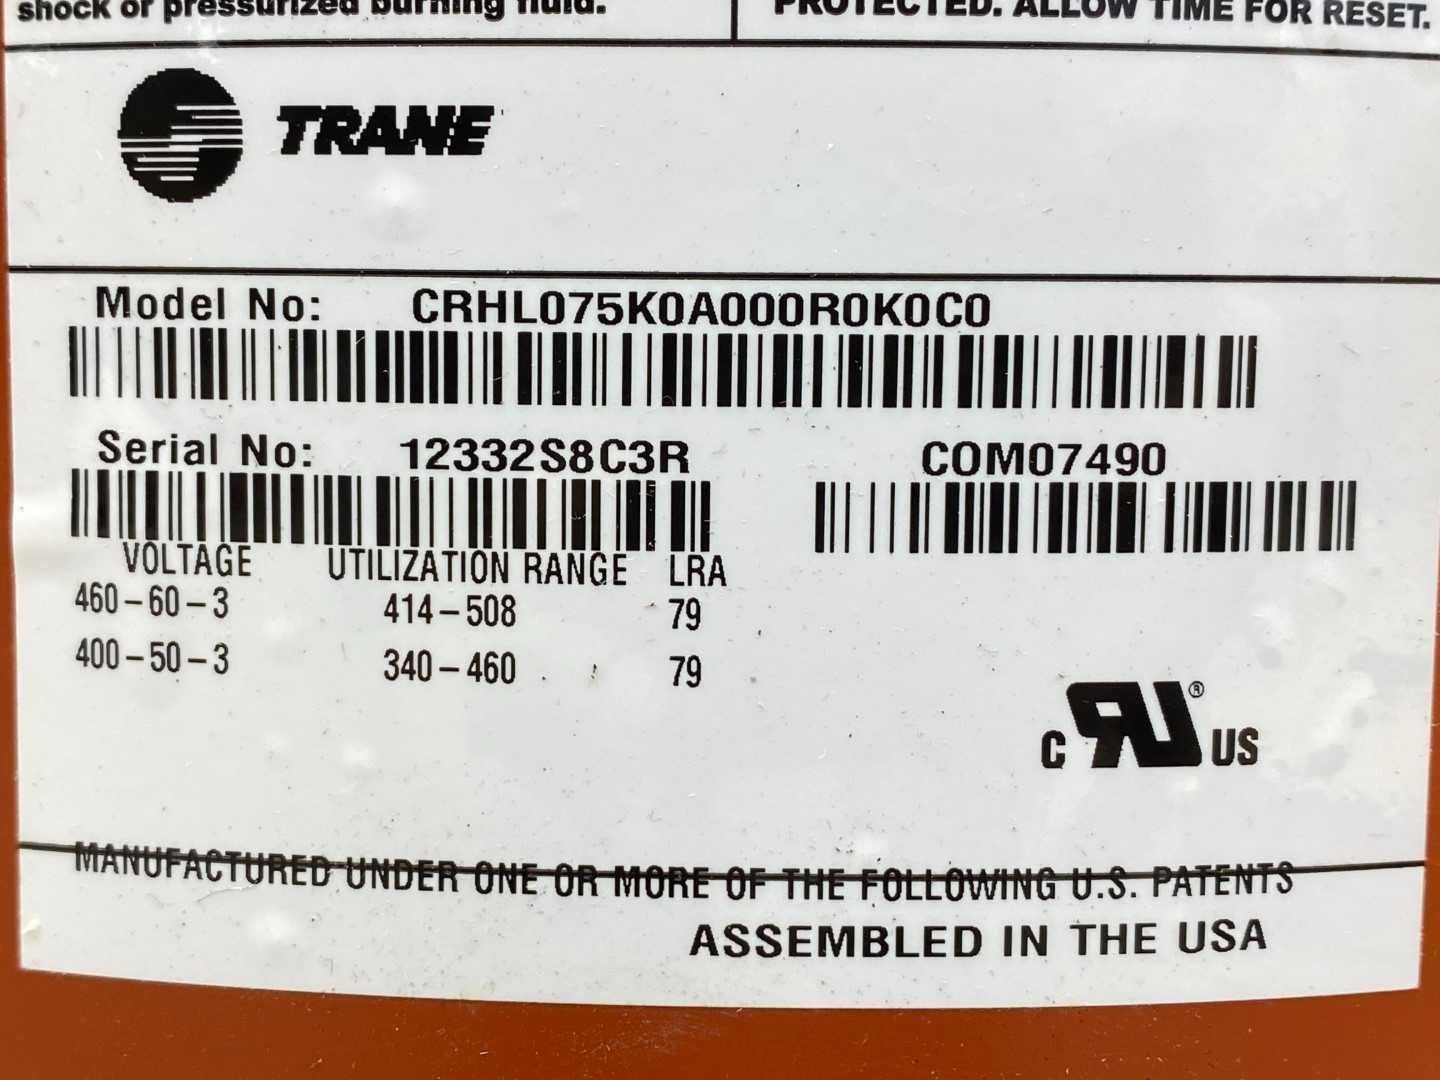 shock or pressurized burning fluid.
PROTECTED. ALLOW TIME FOR RESET.
TRANE
Model No: CRHL075K0A000R0K0C0
Serial No: 12332S8C3R COM07490
VOLTAGE UTILIZATION RANGE LRA
460-60-3 414-508 79
400-50-3 340-460 79
C RU® US
MANUFACTURED UNDER ONE OR MORE OF THE FOLLOWING U.S. PATENTS
ASSEMBLED IN THE USA